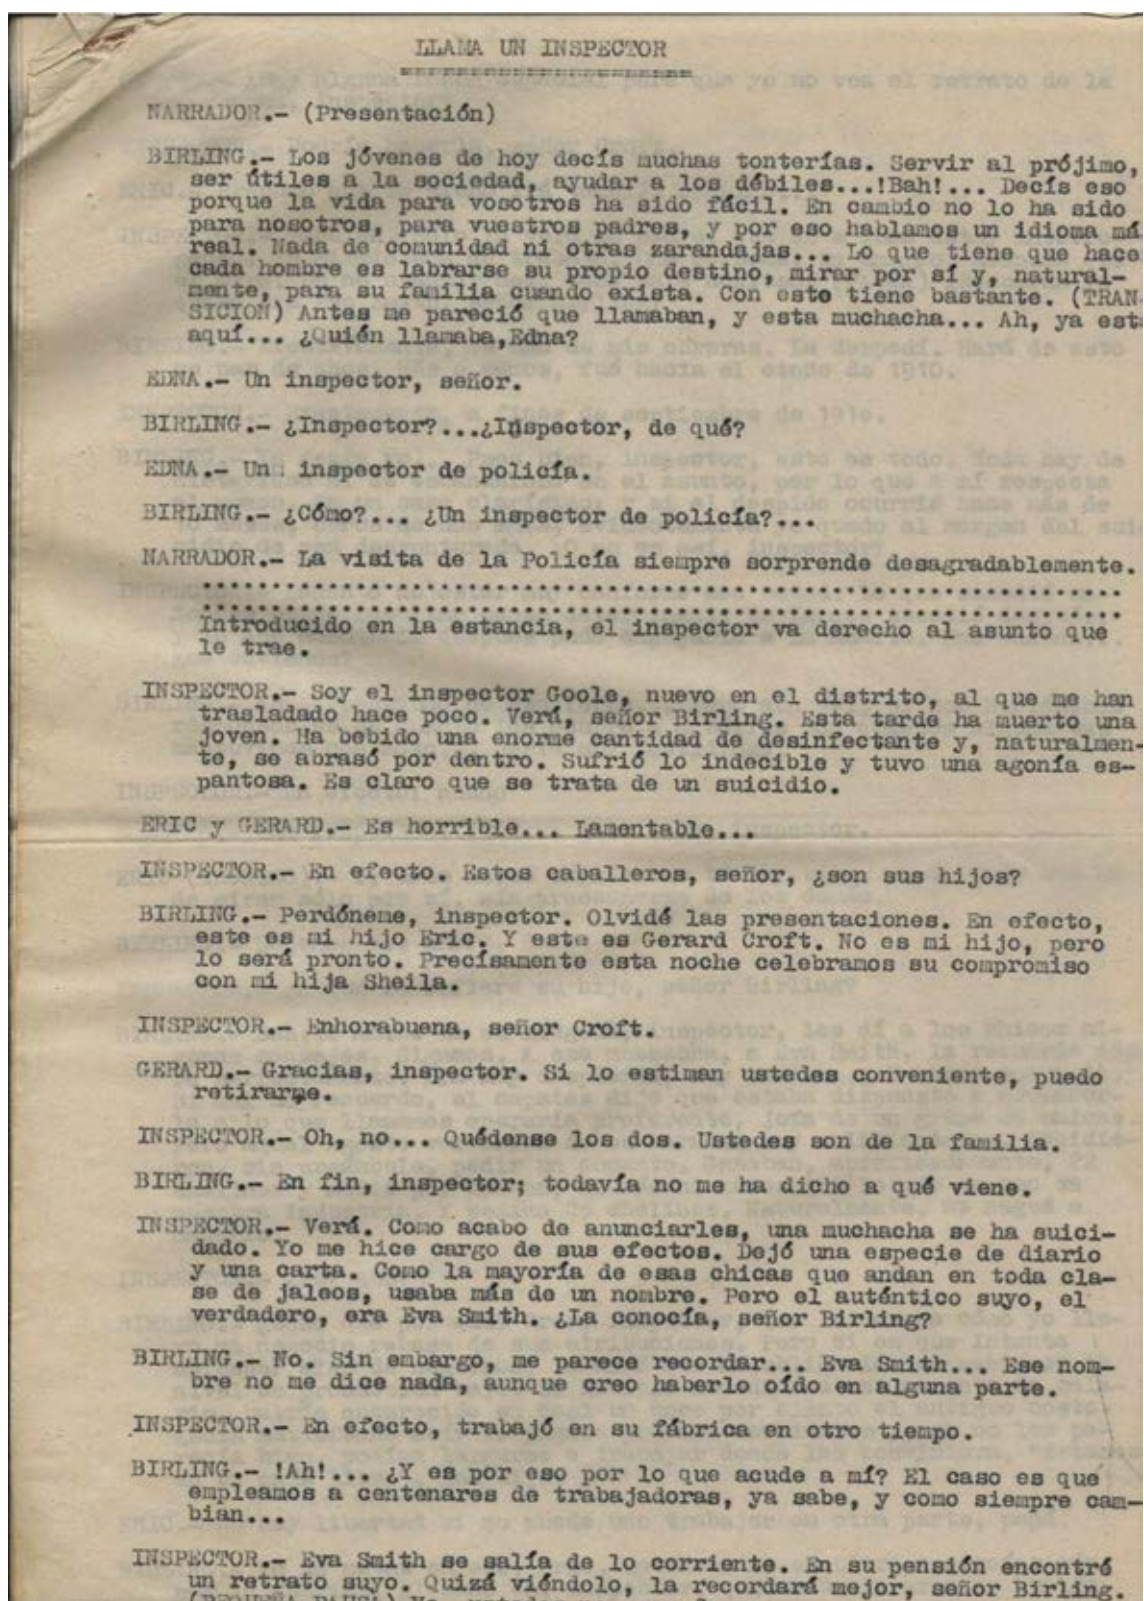 LLAMA UN INSPECTOR
NARRADOR.- (Presentación)
BIRLING.- Los jóvenes de hoy decís muchas tonterías. Servir al prójimo,
ser útiles a la sociedad, ayudar a los débiles...!Bah!... Decís eso
porque la vida para vosotros ha sido fácil. En cambio no lo ha sido
para nosotros, para vuestros padres, y por eso hablamos un idioma má
real. Nada de comunidad ni otras zarandajas... Lo que tiene que hace
cada hombre es labrarse su propio destino, mirar por sí y, natural-
mente, para su familia cuando exista. Con esto tiene bastante. (TRAN-
SICION) Antes me pareció que llamaban, y esta muchacha... Ah, ya est
aquí... ¿Quién llamaba,Edna?
EDNA.- Un inspector, señor.
BIRLING.- ¿Inspector?...¿Inspector, de qué?
EDNA.- Un inspector de policía.
BIRLING.- ¿Cómo?... ¿Un inspector de policía?...
NARRADOR.- La visita de la Policía siempre sorprende desagradablemente.
Introducido en la estancia, el inspector va derecho al asunto que
le trae.
INSPECTOR.- Soy el inspector Goole, nuevo en el distrito, al que me han
trasladado hace poco. Verá, señor Birling. Esta tarde ha muerto una
joven. Ha bebido una enorme cantidad de desinfectante y, naturalmen-
te, se abrasó por dentro. Sufrió lo indecible y tuvo una agonía es-
pantosa. Es claro que se trata de un suicidio.
ERIC y GERARD.- Es horrible... Lamentable...
INSPECTOR.- En efecto. Estos caballeros, señor, ¿son sus hijos?
BIRLING.- Perdóneme, inspector. Olvidé las presentaciones. En efecto,
este es mi hijo Eric. Y este es Gerard Croft. No es mi hijo, pero
lo será pronto. Precísamente esta noche celebramos su compromiso
con mi hija Sheila.
INSPECTOR.- Enhorabuena, señor Croft.
GERARD.- Gracias, inspector. Si lo estiman ustedes conveniente, puedo
retirarme.
INSPECTOR.- Oh, no... Quédense los dos. Ustedes son de la familia.
BIRLING.- En fin, inspector; todavía no me ha dicho a qué viene.
INSPECTOR.- Verá. Como acabo de anunciarles, una muchacha se ha suici-
dado. Yo me hice cargo de sus efectos. Dejó una especie de diario
y una carta. Como la mayoría de esas chicas que andan en toda cla-
se de jaleos, usaba más de un nombre. Pero el auténtico suyo, el
verdadero, era Eva Smith. ¿La conocía, señor Birling?
BIRLING.- No. Sin embargo, me parece recordar... Eva Smith... Ese nom-
bre no me dice nada, aunque creo haberlo oído en alguna parte.
INSPECTOR.- En efecto, trabajó en su fábrica en otro tiempo.
BIRLING.- !Ah!... ¿Y es por eso por lo que acude a mí? El caso es que
empleamos a centenares de trabajadoras, ya sabe, y como siempre cam-
bian...
INSPECTOR.- Eva Smith se salía de lo corriente. En su pensión encontré
un retrato suyo. Quizá viéndolo, la recordará mejor, señor Birling.